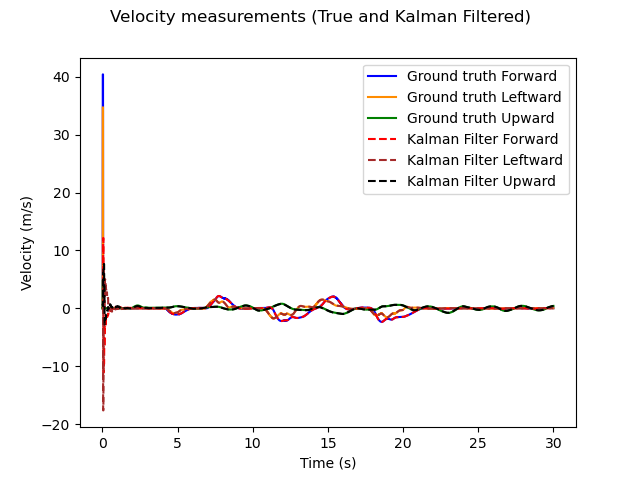 Velocity measurements (True and Kalman Filtered)
Velocity (m/s)
40
30
20
10
0
−10
−20
Ground truth Forward
Ground truth Leftward
Ground truth Upward
Kalman Filter Forward
Kalman Filter Leftward
Kalman Filter Upward
0 5 10 15 20 25 30
Time (s)